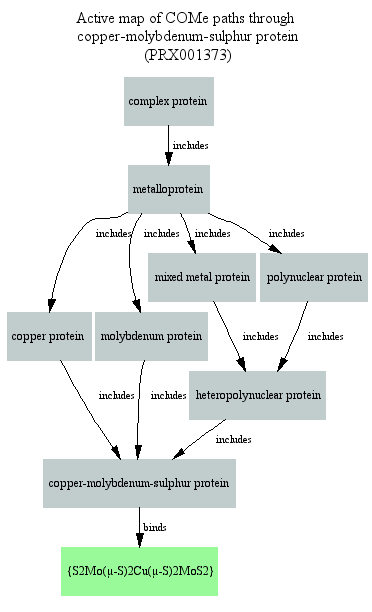 Active map of COMe paths through
copper-molybdenum-sulphur protein
(PRX001373)
complex protein
includes
metalloprotein
includes
includes
includes
includes
mixed metal protein
polynuclear protein
copper protein
molybdenum protein
includes
includes
includes
includes
heteropolynuclear protein
includes
copper-molybdenum-sulphur protein
binds
{S2Mo(μ-S)2Cu(μ-S)2MoS2}